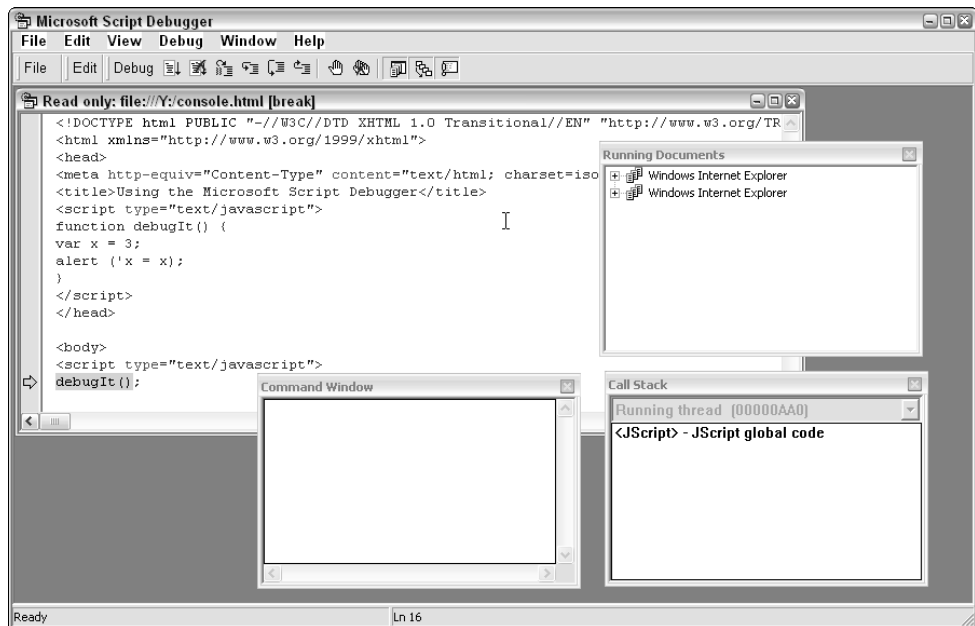 Microsoft Script Debugger
File Edit View Debug Window Help
File Edit Debug
Read only: file:///Y:/console.html [break]
<!DOCTYPE html PUBLIC "-//W3C//DTD XHTML 1.0 Transitional//EN" "http://www.w3.org/TR
<html xmlns="http://www.w3.org/1999/xhtml">
<head>
<meta http-equiv="Content-Type" content="text/html; charset=iso
<title>Using the Microsoft Script Debugger</title>
<script type="text/javascript">
function debugIt() {
var x = 3;
alert ('x = x);
}
</script>
</head>
<body>
<script type="text/javascript">
debugIt();
Running Documents
Windows Internet Explorer
Windows Internet Explorer
Command Window
Call Stack
Running thread (00000AA0)
<JScript> - JScript global code
Ready Ln 16